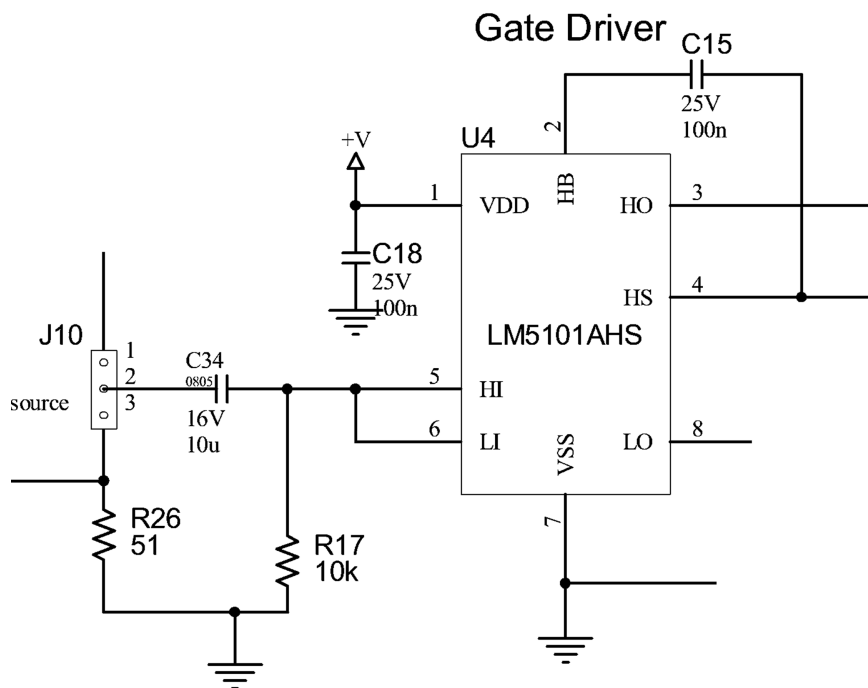 Gate Driver
C15
25V
100n
2
U4
+V
1
VDD
HB
HO
3
C18
25V
100n
HS
4
LM5101AHS
J10
1
2
3
source
C34
0805
16V
10u
5
HI
6
LI
VSS
LO
8
7
R26
51
R17
10k